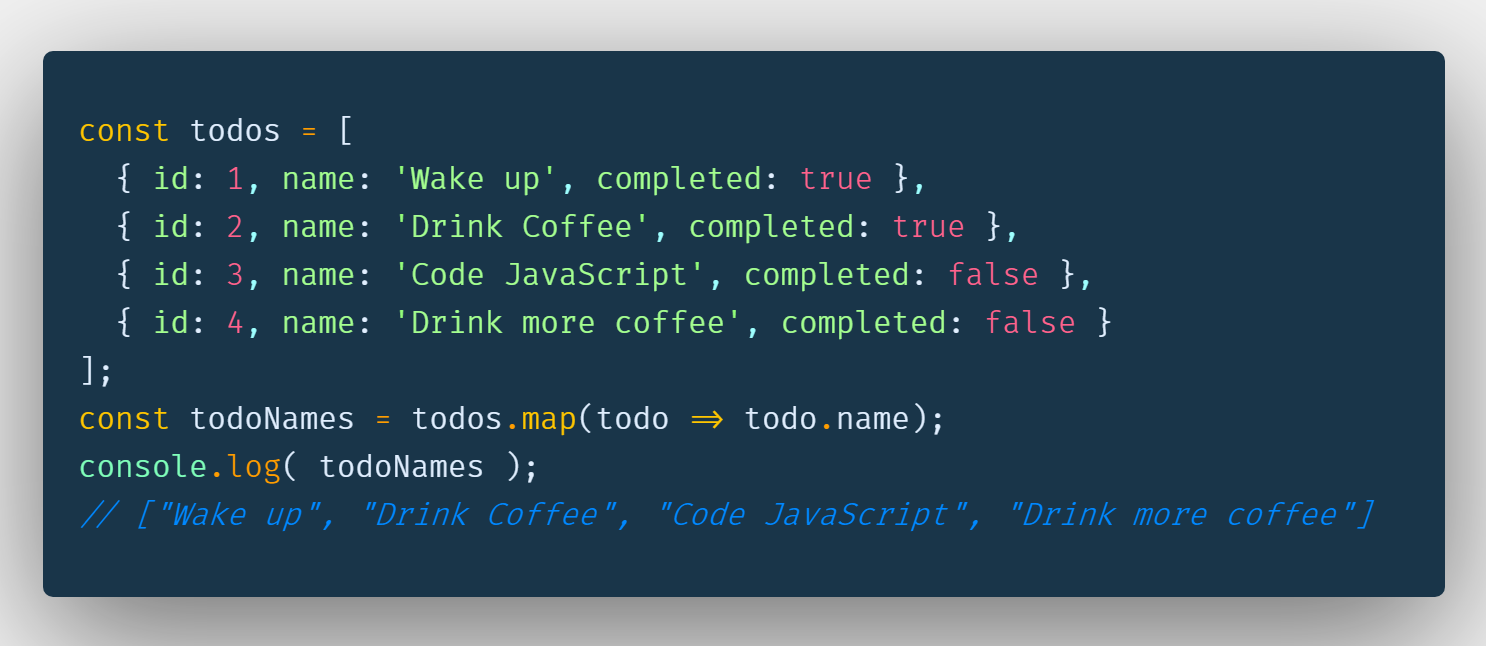 const todos = [
  { id: 1, name: 'Wake up', completed: true },
  { id: 2, name: 'Drink Coffee', completed: true },
  { id: 3, name: 'Code JavaScript', completed: false },
  { id: 4, name: 'Drink more coffee', completed: false }
];
const todoNames = todos.map(todo => todo.name);
console.log( todoNames );
// ["Wake up", "Drink Coffee", "Code JavaScript", "Drink more coffee"]